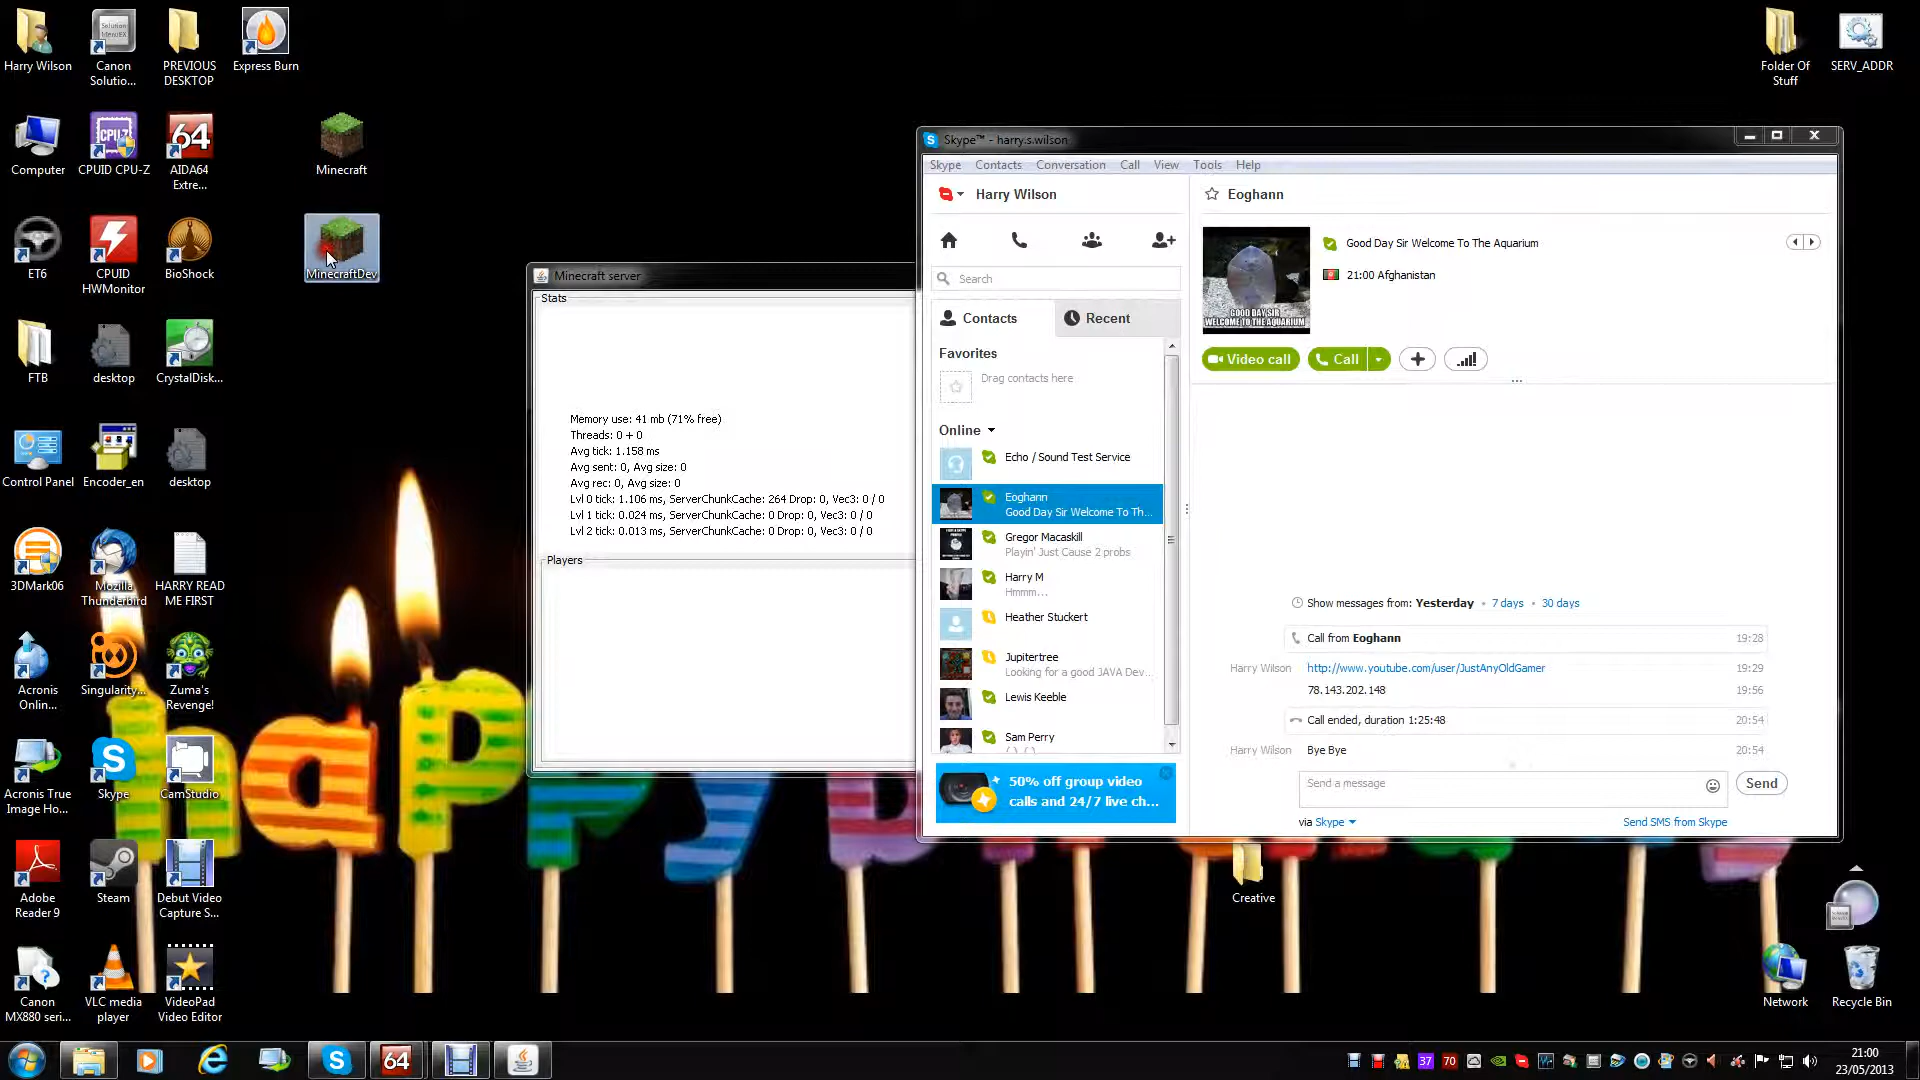 Harry Wilson
Canon Solutio...
PREVIOUS DESKTOP
Express Burn
Folder Of Stuff
SERV_ADDR
Computer
CPUID CPU-Z
AIDA64 Extre...
Minecraft
ET6
CPUID HWMonitor
BioShock
MinecraftDev
FTB
desktop
CrystalDisk...
Control Panel
Encoder_en
desktop
3DMark06
Mozilla Thunderbird
HARRY READ ME FIRST
Acronis Online...
Singularity...
Zuma's Revenge!
Acronis True Image Ho...
Skype
CamStudio
Adobe Reader 9
Steam
Debut Video Capture S...
Canon MX880 seri...
VLC media player
VideoPad Video Editor
Creative
Network
Recycle Bin
Minecraft server
Stats
Memory use: 41 mb (71% free)
Threads: 0 + 0
Avg tick: 1.158 ms
Avg sent: 0, Avg size: 0
Avg rec: 0, Avg size: 0
Lvl 0 tick: 1.106 ms, ServerChunkCache: 264 Drop: 0, Vec3: 0 / 0
Lvl 1 tick: 0.024 ms, ServerChunkCache: 0 Drop: 0, Vec3: 0 / 0
Lvl 2 tick: 0.013 ms, ServerChunkCache: 0 Drop: 0, Vec3: 0 / 0
Players
Skype™ - harry.s.wilson
Skype Contacts Conversation Call View Tools Help
Harry Wilson
Search
Contacts Recent
Favorites
Drag contacts here
Online
Echo / Sound Test Service
Eoghann
Good Day Sir Welcome To Th...
Gregor Macaskill
Playin' Just Cause 2 probs
Harry M
Hmmm...
Heather Stuckert
Jupitertree
Looking for a good JAVA Dev...
Lewis Keeble
Sam Perry
50% off group video
calls and 24/7 live ch...
Eoghann
GOOD DAY SIR
WELCOME TO THE AQUARIUM
Good Day Sir Welcome To The Aquarium
21:00 Afghanistan
Video call
Call
Show messages from: Yesterday • 7 days • 30 days
Call from Eoghann 19:28
Harry Wilson http://www.youtube.com/user/JustAnyOldGamer 19:29
78.143.202.148 19:56
Call ended, duration 1:25:48 20:54
Harry Wilson Bye Bye 20:54
Send a message
Send
via Skype
Send SMS from Skype
64
37
70
21:00
23/05/2013